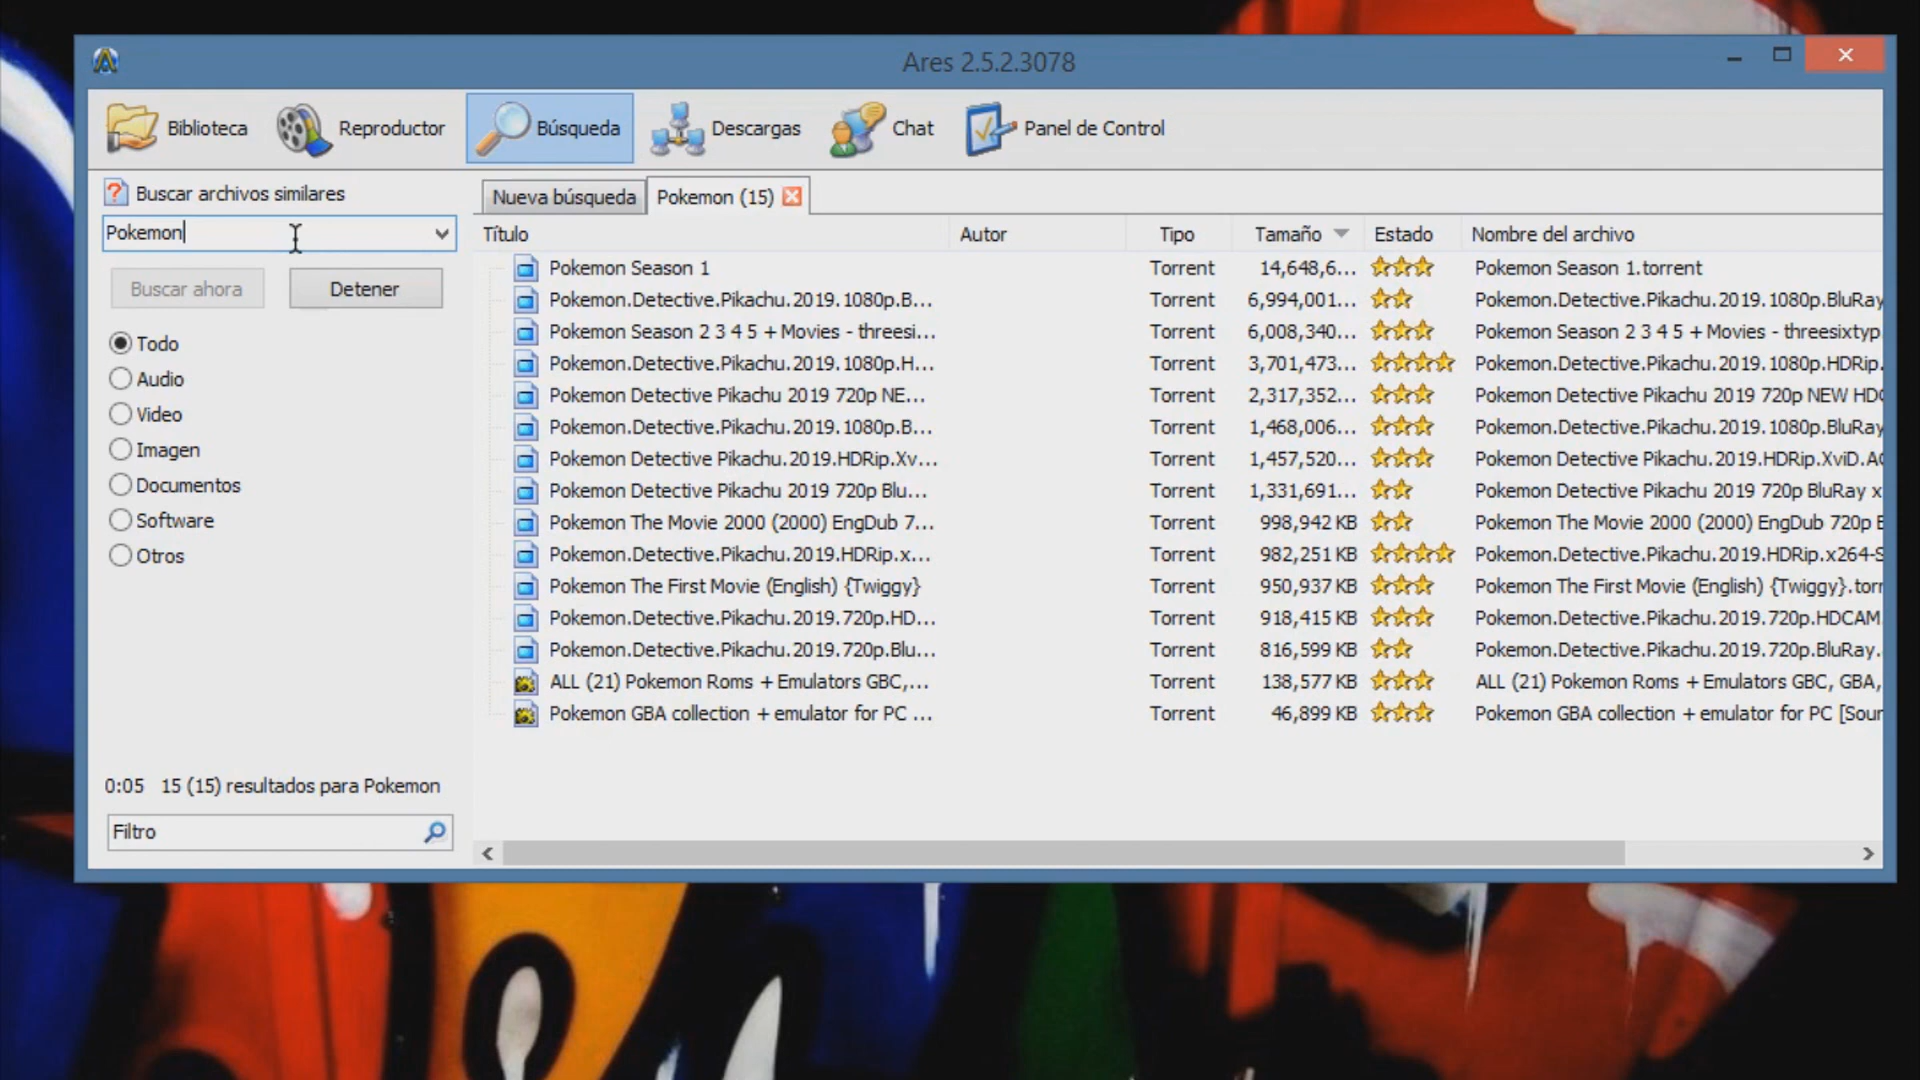 Ares 2.5.2.3078
Biblioteca
Reproductor
Búsqueda
Descargas
Chat
Panel de Control
Buscar archivos similares
Pokemon
Buscar ahora
Detener
Todo
Audio
Video
Imagen
Documentos
Software
Otros
0:05 15 (15) resultados para Pokemon
Filtro
Nueva búsqueda
Pokemon (15)
Título Autor Tipo Tamaño Estado Nombre del archivo
Pokemon Season 1 Torrent 14,648,6... Pokemon Season 1.torrent
Pokemon.Detective.Pikachu.2019.1080p.B... Torrent 6,994,001... Pokemon.Detective.Pikachu.2019.1080p.BluRay
Pokemon Season 2 3 4 5 + Movies - threesi... Torrent 6,008,340... Pokemon Season 2 3 4 5 + Movies - threesixtyp
Pokemon.Detective.Pikachu.2019.1080p.H... Torrent 3,701,473... Pokemon.Detective.Pikachu.2019.1080p.HDRip.
Pokemon Detective Pikachu 2019 720p NE... Torrent 2,317,352... Pokemon Detective Pikachu 2019 720p NEW HDC
Pokemon.Detective.Pikachu.2019.1080p.B... Torrent 1,468,006... Pokemon.Detective.Pikachu.2019.1080p.BluRay
Pokemon Detective Pikachu.2019.HDRip.Xv... Torrent 1,457,520... Pokemon Detective Pikachu.2019.HDRip.XviD.AC
Pokemon Detective Pikachu 2019 720p Blu... Torrent 1,331,691... Pokemon Detective Pikachu 2019 720p BluRay x
Pokemon The Movie 2000 (2000) EngDub 7... Torrent 998,942 KB Pokemon The Movie 2000 (2000) EngDub 720p B
Pokemon.Detective.Pikachu.2019.HDRip.x... Torrent 982,251 KB Pokemon.Detective.Pikachu.2019.HDRip.x264-S
Pokemon The First Movie (English) {Twiggy} Torrent 950,937 KB Pokemon The First Movie (English) {Twiggy}.torr
Pokemon.Detective.Pikachu.2019.720p.HD... Torrent 918,415 KB Pokemon.Detective.Pikachu.2019.720p.HDCAM
Pokemon.Detective.Pikachu.2019.720p.Blu... Torrent 816,599 KB Pokemon.Detective.Pikachu.2019.720p.BluRay.
ALL (21) Pokemon Roms + Emulators GBC,... Torrent 138,577 KB ALL (21) Pokemon Roms + Emulators GBC, GBA,
Pokemon GBA collection + emulator for PC ... Torrent 46,899 KB Pokemon GBA collection + emulator for PC [Sour